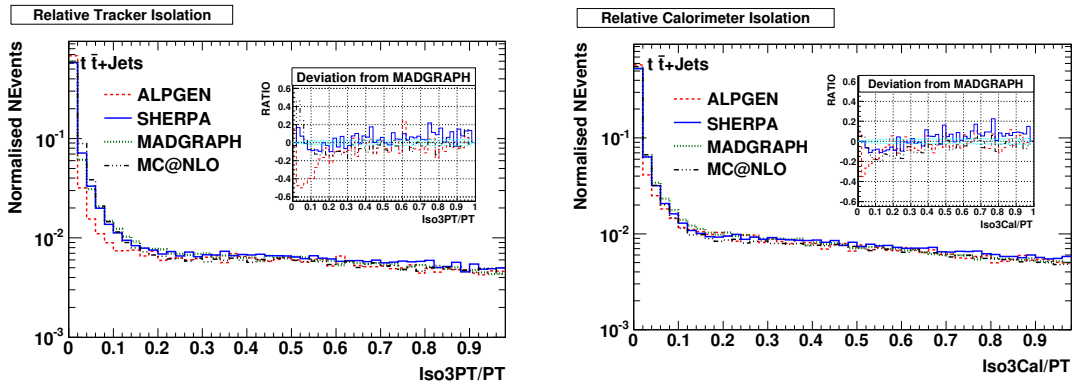 Relative Tracker Isolation
Normalised NEvents
t t̄+Jets
ALPGEN
SHERPA
MADGRAPH
MC@NLO
10⁻¹
10⁻²
10⁻³
0 0.1 0.2 0.3 0.4 0.5 0.6 0.7 0.8 0.9
Iso3PT/PT
Deviation from MADGRAPH
RATIO
0.6
0.4
0.2
0
-0.2
-0.4
-0.6
0 0.1 0.2 0.3 0.4 0.5 0.6 0.7 0.8 0.9 1
Iso3PT/PT
Relative Calorimeter Isolation
Normalised NEvents
t t̄+Jets
ALPGEN
SHERPA
MADGRAPH
MC@NLO
10⁻¹
10⁻²
10⁻³
0 0.1 0.2 0.3 0.4 0.5 0.6 0.7 0.8 0.9
Iso3Cal/PT
Deviation from MADGRAPH
RATIO
0.4
0.2
0
-0.2
-0.4
-0.6
0 0.1 0.2 0.3 0.4 0.5 0.6 0.7 0.8 0.9 1
Iso3Cal/PT